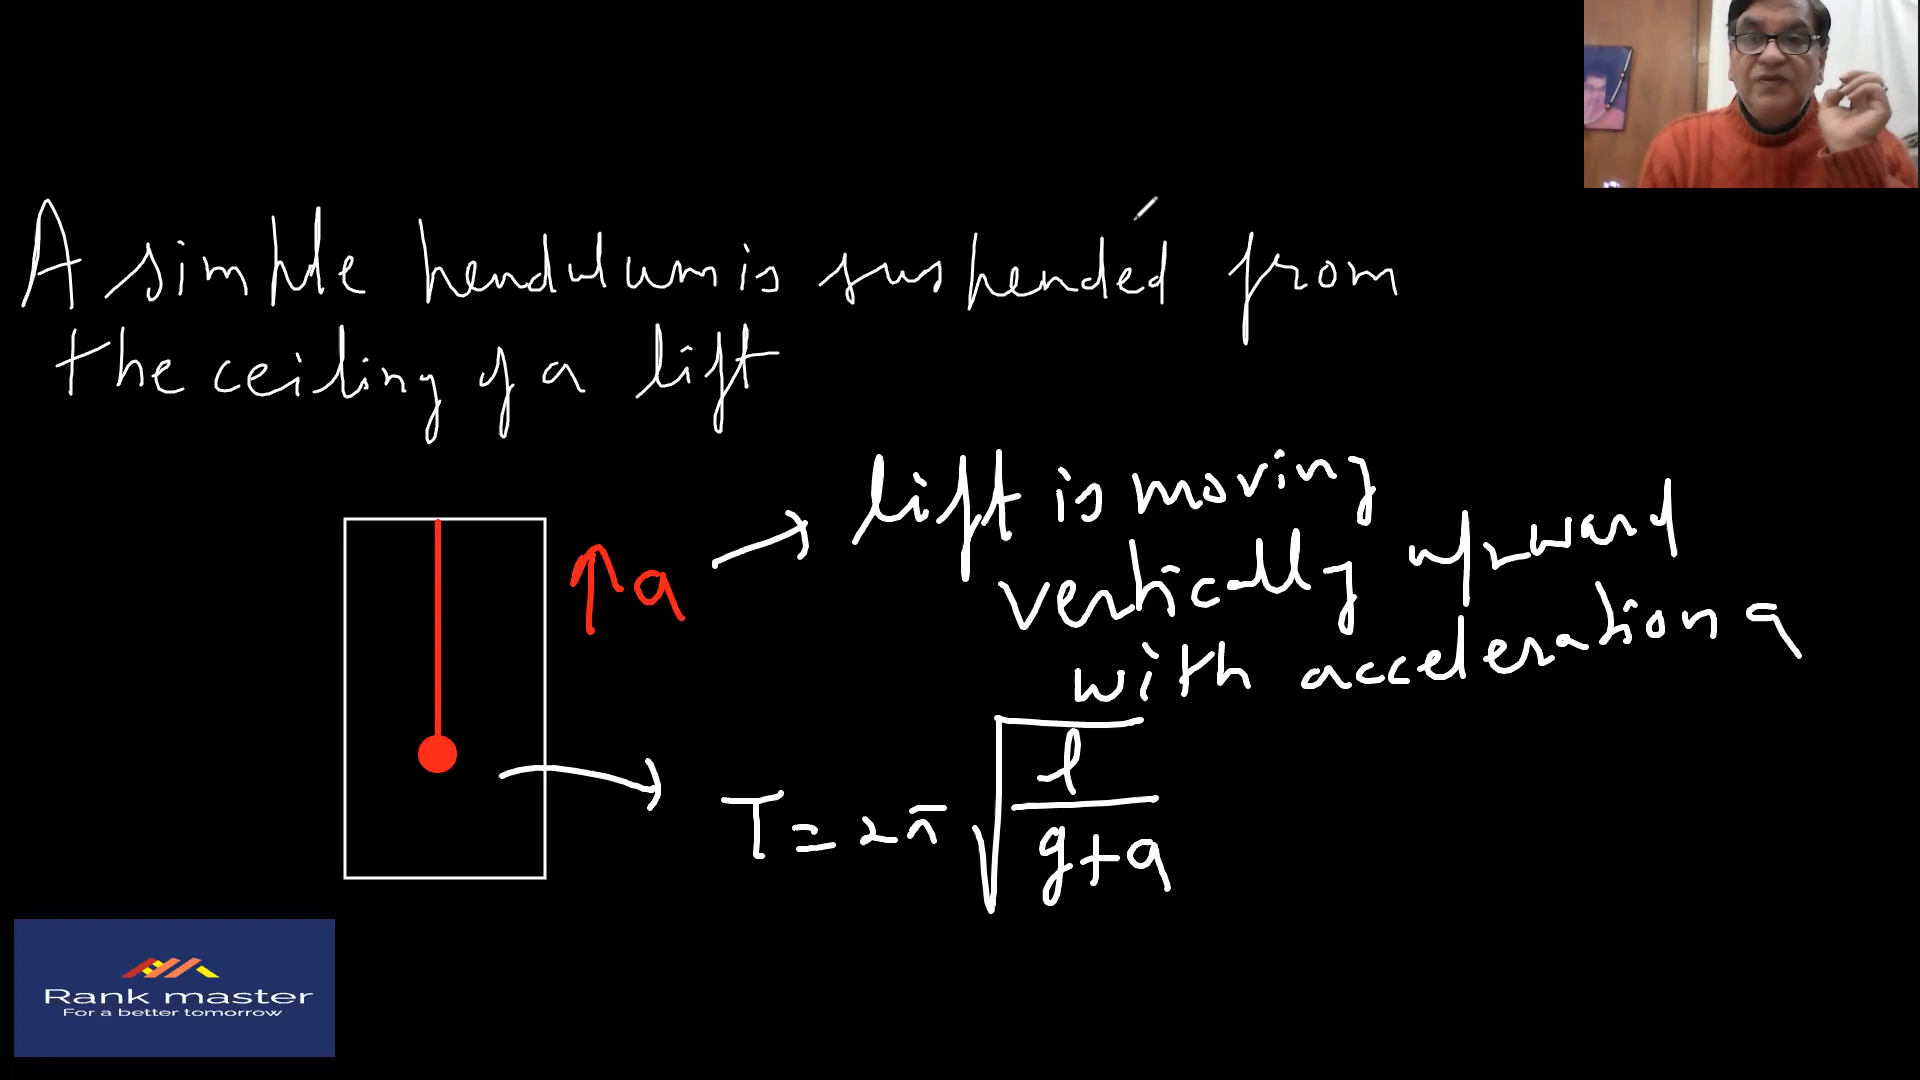 A simple pendulum is suspended from
the ceiling of a lift
↑a → lift is moving
vertically upward
with acceleration a
→ T = 2π √(l/(g+a))
Rank master
For a better tomorrow